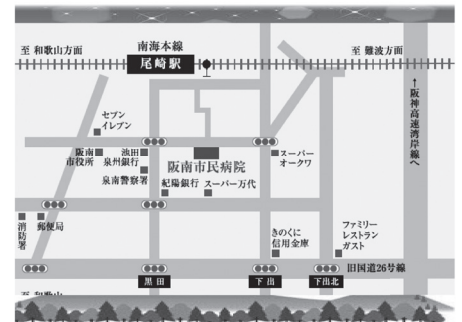 至 和歌山方面
南海本線
尾崎駅
至 難波方面
←阪神高速湾岸線へ
セブン
イレブン
阪南
市役所
池田
泉州銀行
泉南警察署
阪南市民病院
紀陽銀行
スーパー万代
スーパー
オークワ
消防署
郵便局
きのくに
信用金庫
ファミリー
レストラン
ガスト
旧国道26号線
黒田
下出
下出北
至 和歌山